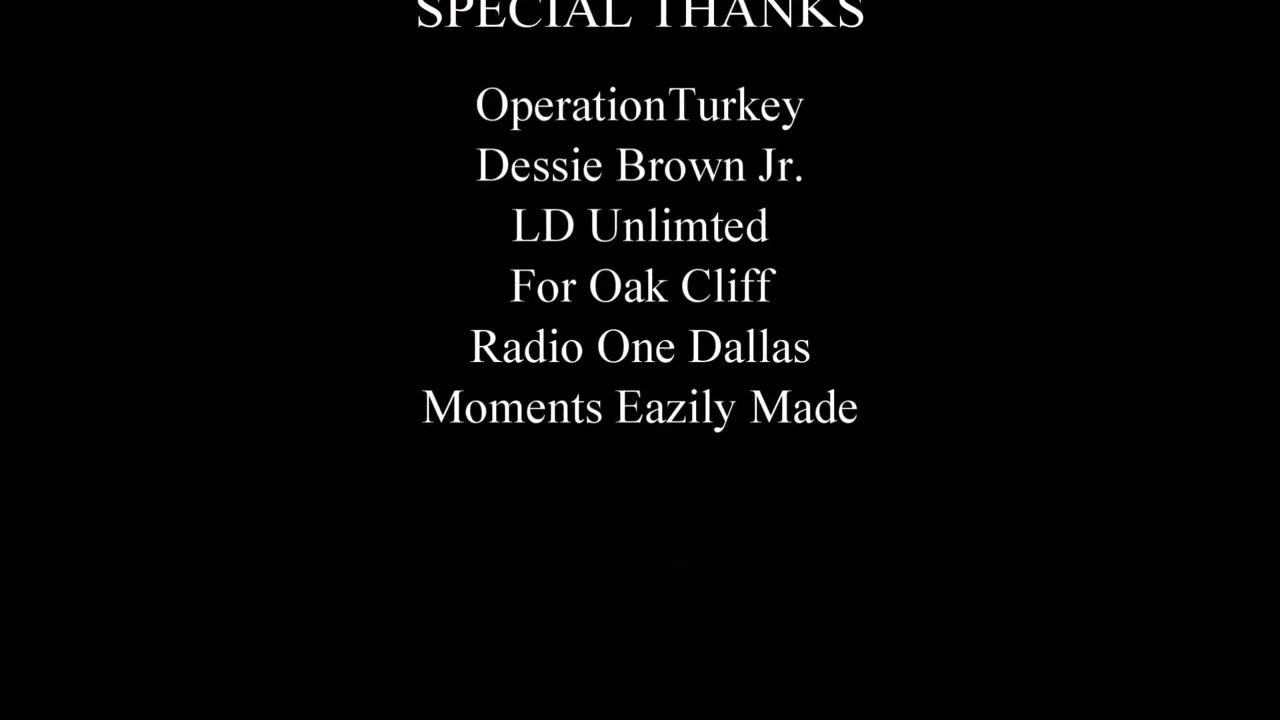 SPECIAL THANKS
OperationTurkey
Dessie Brown Jr.
LD Unlimted
For Oak Cliff
Radio One Dallas
Moments Eazily Made